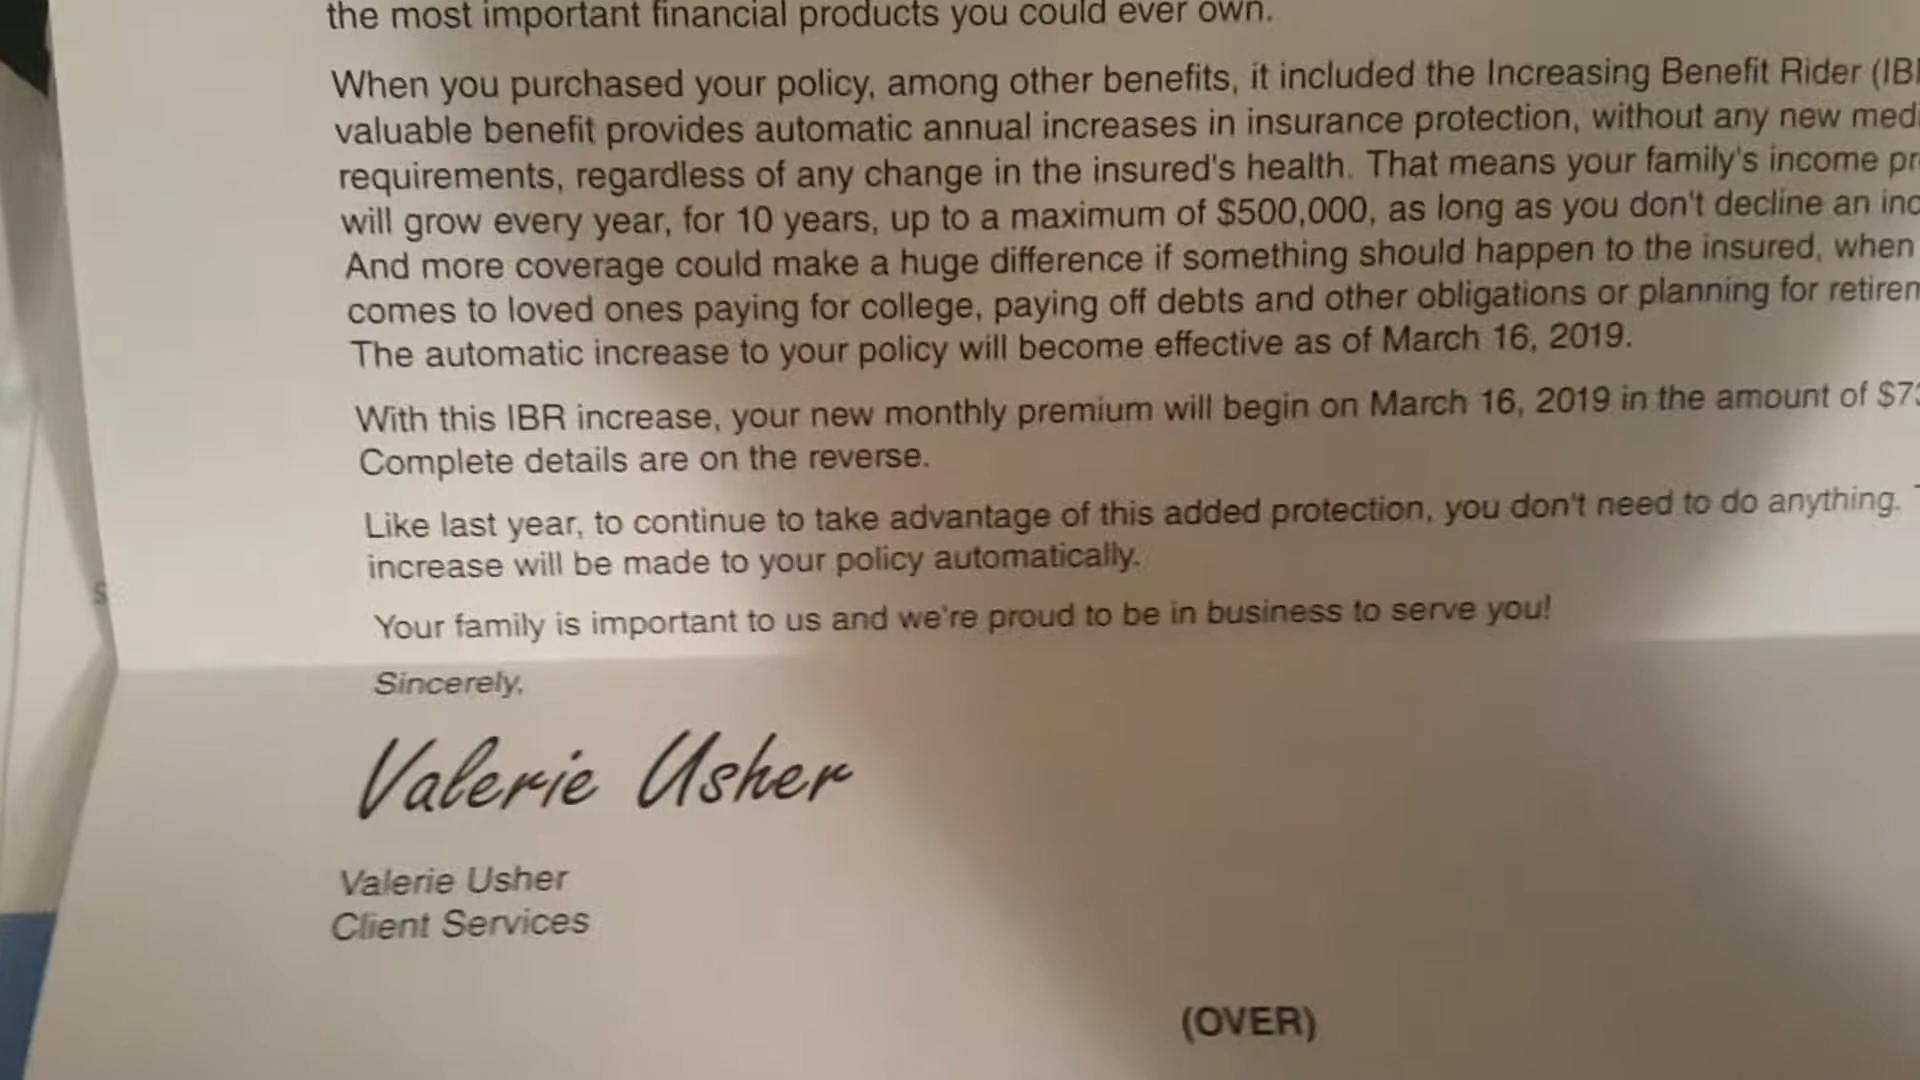 the most important financial products you could ever own.
When you purchased your policy, among other benefits, it included the Increasing Benefit Rider (IB
valuable benefit provides automatic annual increases in insurance protection, without any new med
requirements, regardless of any change in the insured's health. That means your family's income pr
will grow every year, for 10 years, up to a maximum of $500,000, as long as you don't decline an inc
And more coverage could make a huge difference if something should happen to the insured, when
comes to loved ones paying for college, paying off debts and other obligations or planning for retirem
The automatic increase to your policy will become effective as of March 16, 2019.
With this IBR increase, your new monthly premium will begin on March 16, 2019 in the amount of $73
Complete details are on the reverse.
Like last year, to continue to take advantage of this added protection, you don't need to do anything.
increase will be made to your policy automatically.
Your family is important to us and we're proud to be in business to serve you!
Sincerely,
Valerie Usher
Valerie Usher
Client Services
(OVER)